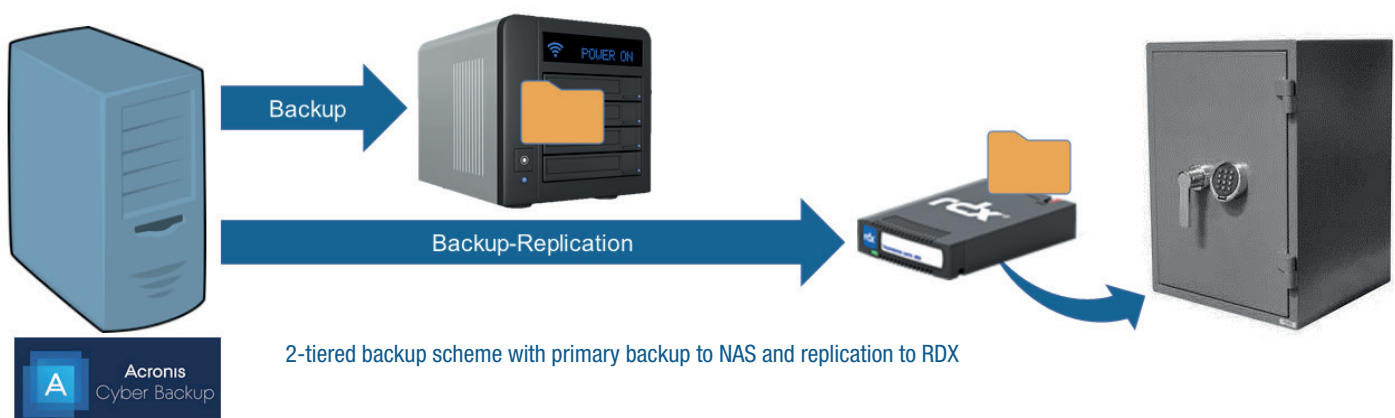 POWER ON
Backup
rdx
Backup-Replication
rdx
2-tiered backup scheme with primary backup to NAS and replication to RDX
A
Acronis
Cyber Backup